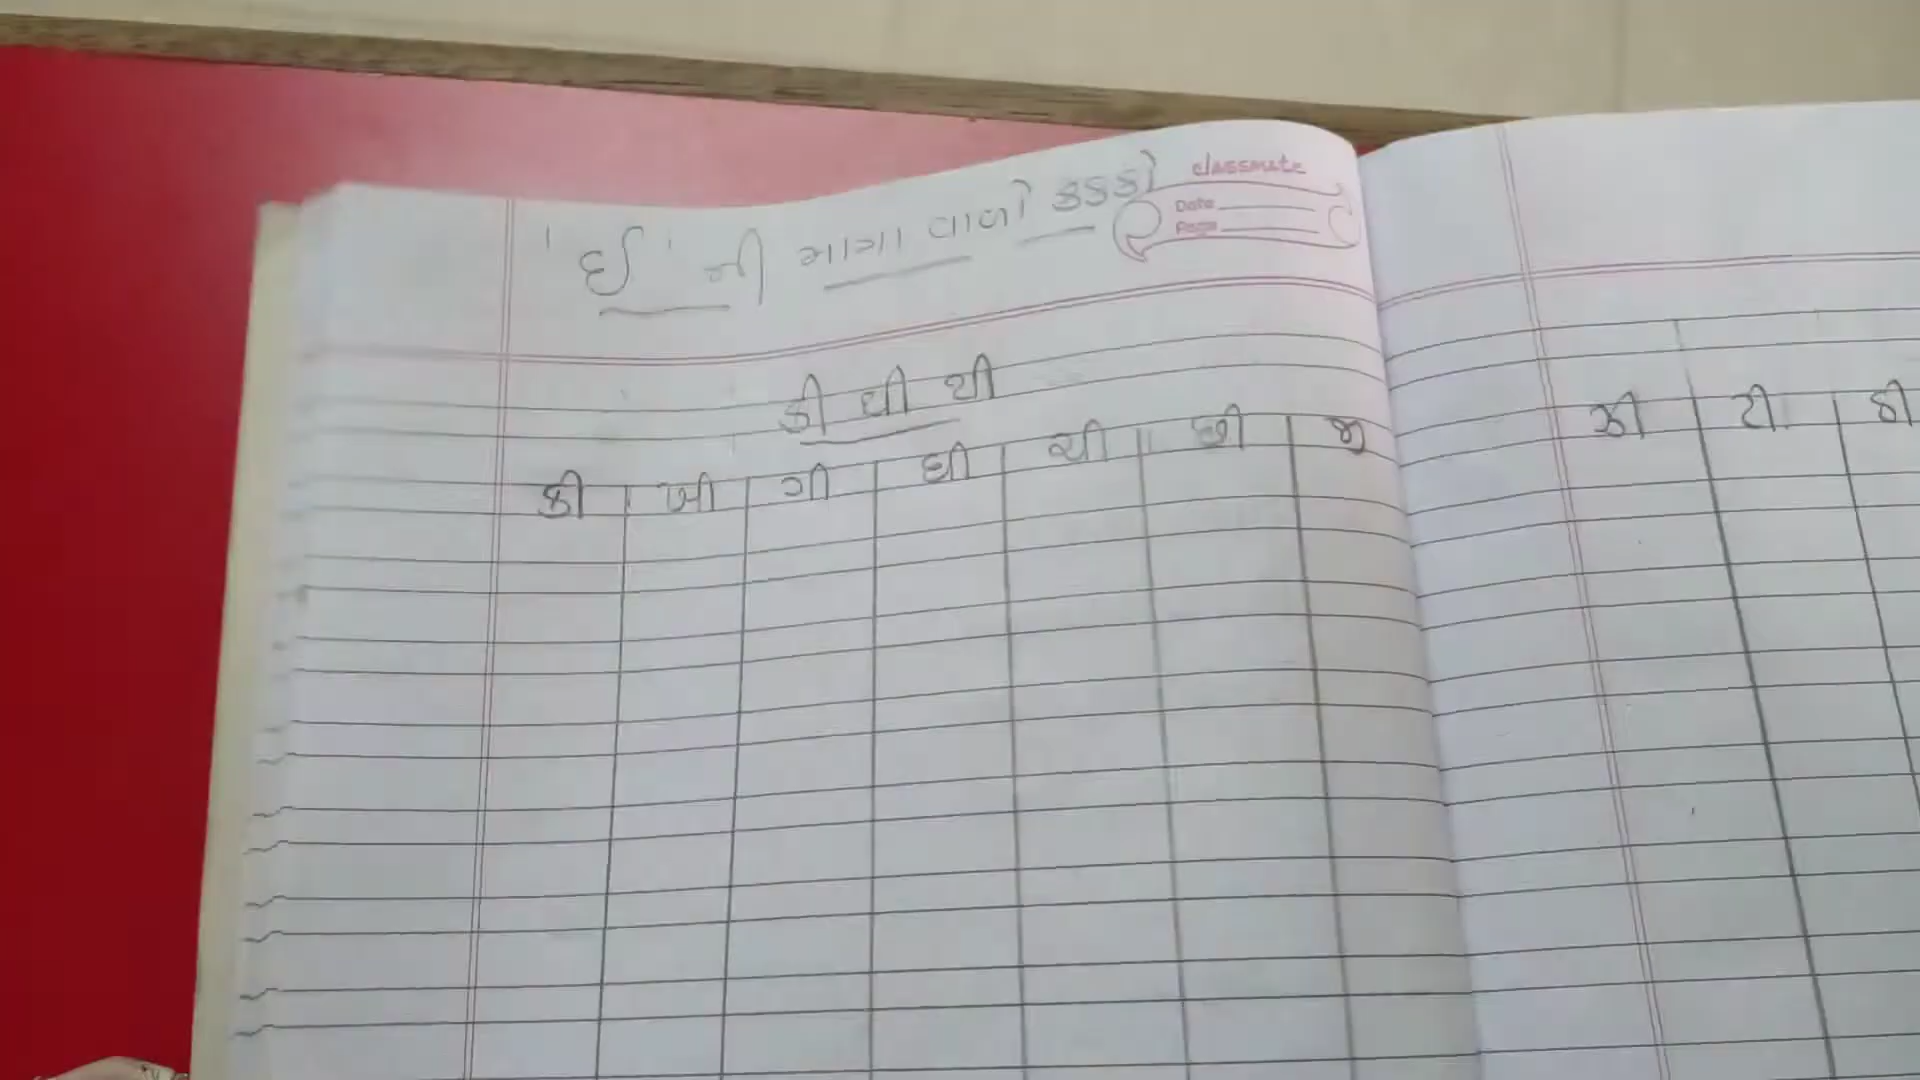 'ઈ' ની માત્રા વાળો કક્કો
classmate
Date
Page
કી થી થી
કી ખી ગી ઘી ચી છી જી
ઝી ટી ઠી